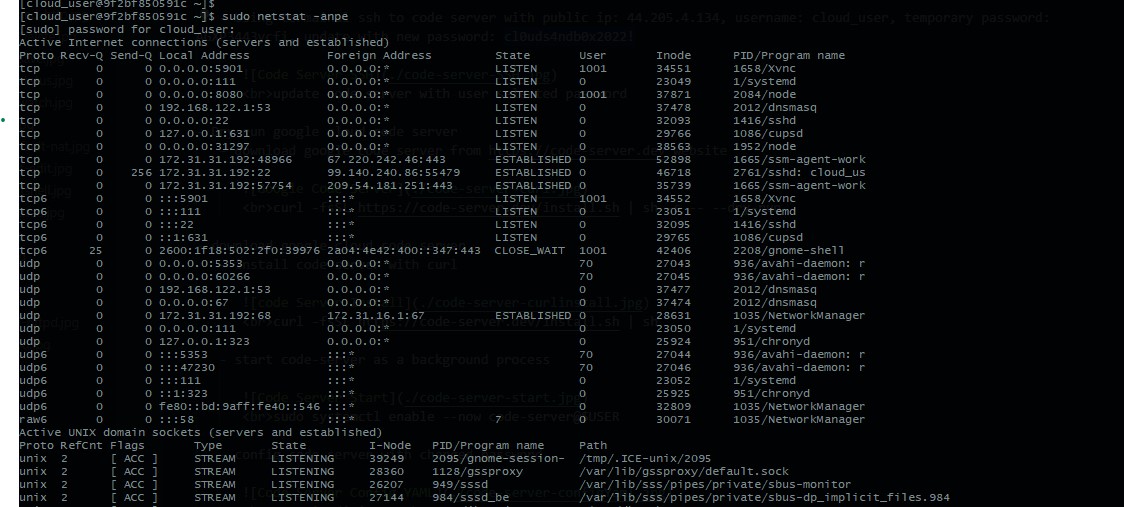 [cloud_user@9f2bf850591c ~]$
[cloud_user@9f2bf850591c ~]$ sudo netstat -anpe
[sudo] password for cloud_user:
Active Internet connections (servers and established)
Proto Recv-Q Send-Q Local Address Foreign Address State User Inode PID/Program name
tcp 0 0 0.0.0.0:5901 0.0.0.0:* LISTEN 1001 34551 1658/Xvnc
tcp 0 0 0.0.0.0:111 0.0.0.0:* LISTEN 0 23049 1/systemd
tcp 0 0 0.0.0.0:8080 0.0.0.0:* LISTEN 1001 37871 2084/node
tcp 0 0 192.168.122.1:53 0.0.0.0:* LISTEN 0 37478 2012/dnsmasq
tcp 0 0 0.0.0.0:22 0.0.0.0:* LISTEN 0 32093 1416/sshd
tcp 0 0 127.0.0.1:631 0.0.0.0:* LISTEN 0 29766 1086/cupsd
tcp 0 0 0.0.0.0:31297 0.0.0.0:* LISTEN 0 38563 1952/node
tcp 0 0 172.31.31.192:48966 67.220.242.46:443 ESTABLISHED 0 52898 1665/ssm-agent-work
tcp 0 256 172.31.31.192:22 99.140.240.86:55479 ESTABLISHED 0 46718 2761/sshd: cloud_us
tcp 0 0 172.31.31.192:57754 209.54.181.251:443 ESTABLISHED 0 35739 1665/ssm-agent-work
tcp6 0 0 :::5901 :::* LISTEN 1001 34552 1658/Xvnc
tcp6 0 0 :::111 :::* LISTEN 0 23051 1/systemd
tcp6 0 0 :::22 :::* LISTEN 0 32095 1416/sshd
tcp6 0 0 ::1:631 :::* LISTEN 0 29765 1086/cupsd
tcp6 25 0 2600:1f18:502:2f0:39976 2a04:4e42:400::347:443 CLOSE_WAIT 1001 42406 2208/gnome-shell
udp 0 0 0.0.0.0:5353 0.0.0.0:* 70 27043 936/avahi-daemon: r
udp 0 0 0.0.0.0:60266 0.0.0.0:* 70 27045 936/avahi-daemon: r
udp 0 0 192.168.122.1:53 0.0.0.0:* 0 37477 2012/dnsmasq
udp 0 0 0.0.0.0:67 0.0.0.0:* 0 37474 2012/dnsmasq
udp 0 0 172.31.31.192:68 172.31.16.1:67 ESTABLISHED 0 28631 1035/NetworkManager
udp 0 0 0.0.0.0:111 0.0.0.0:* 0 23050 1/systemd
udp 0 0 127.0.0.1:323 0.0.0.0:* 0 25924 951/chronyd
udp6 0 0 :::5353 :::* 70 27044 936/avahi-daemon: r
udp6 0 0 :::47230 :::* 70 27046 936/avahi-daemon: r
udp6 0 0 :::111 :::* 0 23052 1/systemd
udp6 0 0 ::1:323 :::* 0 25925 951/chronyd
udp6 0 0 fe80::bd:9aff:fe40::546 :::* 0 32809 1035/NetworkManager
raw6 0 0 :::58 :::* 7 0 30071 1035/NetworkManager
Active UNIX domain sockets (servers and established)
Proto RefCnt Flags Type State I-Node PID/Program name Path
unix 2 [ ACC ] STREAM LISTENING 39249 2095/gnome-session- /tmp/.ICE-unix/2095
unix 2 [ ACC ] STREAM LISTENING 28360 1128/gssproxy /var/lib/gssproxy/default.sock
unix 2 [ ACC ] STREAM LISTENING 26207 949/sssd /var/lib/sss/pipes/private/sbus-monitor
unix 2 [ ACC ] STREAM LISTENING 27144 984/sssd_be /var/lib/sss/pipes/private/sbus-dp_implicit_files.984